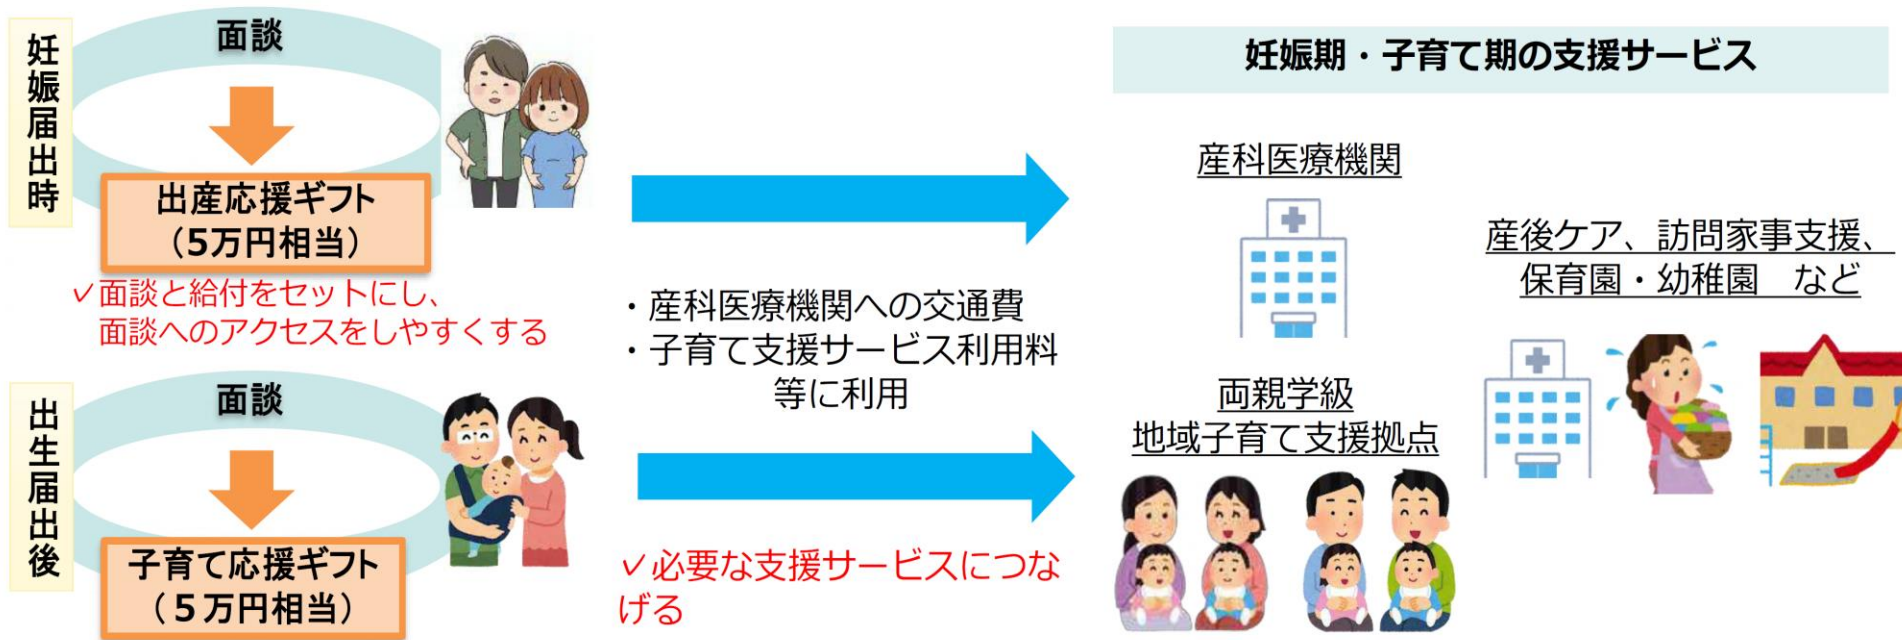 妊娠届出時
面談
出産応援ギフト
（5万円相当）
✓面談と給付をセットにし、
面談へのアクセスをしやすくする
出生届出後
面談
子育て応援ギフト
（５万円相当）
・産科医療機関への交通費
・子育て支援サービス利用料
等に利用
✓必要な支援サービスにつな
げる
妊娠期・子育て期の支援サービス
産科医療機関
両親学級
地域子育て支援拠点
産後ケア、訪問家事支援、
保育園・幼稚園　など